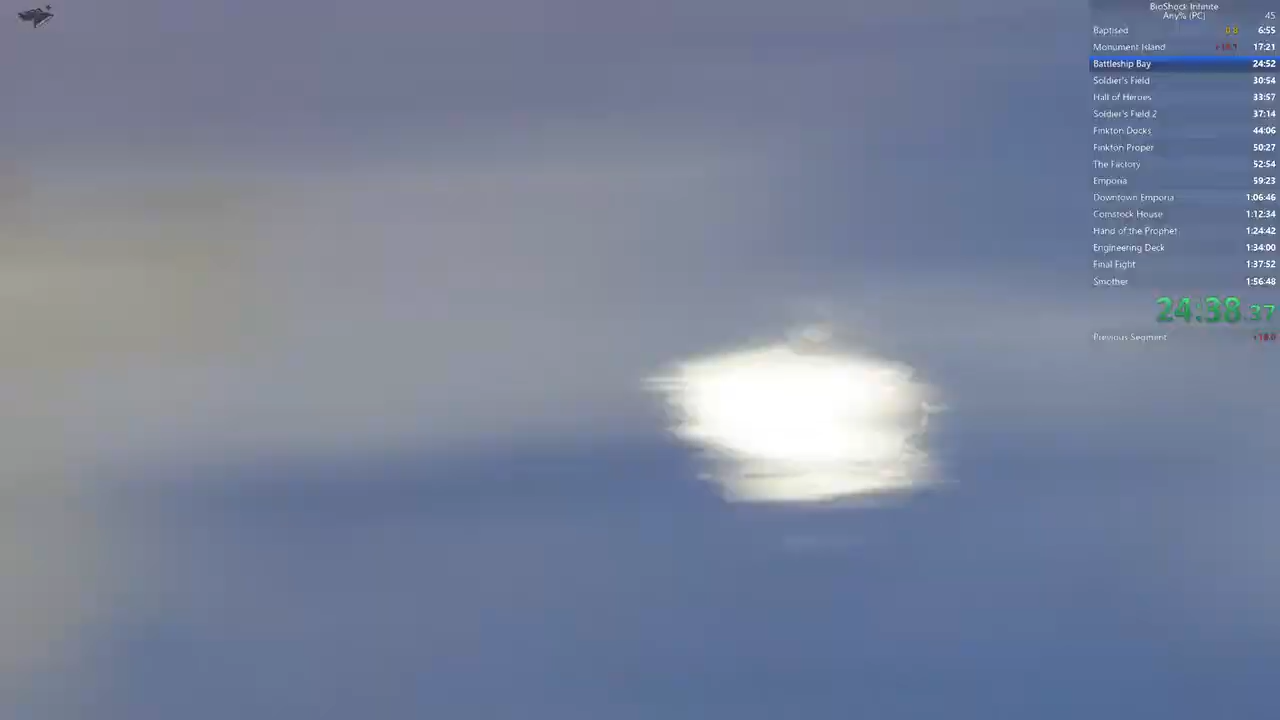 BioShock Infinite
Any% (PC)
45
Baptised 0.8 6:55
Monument Island 17:21
Battleship Bay 24:52
Soldier's Field 30:54
Hall of Heroes 33:57
Soldier's Field 2 37:14
Finkton Docks 44:06
Finkton Proper 50:27
The Factory 52:54
Emporia 59:23
Downtown Emporia 1:06:46
Comstock House 1:12:34
Hand of the Prophet 1:24:42
Engineering Deck 1:34:00
Final Fight 1:37:52
Smother 1:56:48
24:38.37
Previous Segment +18.0